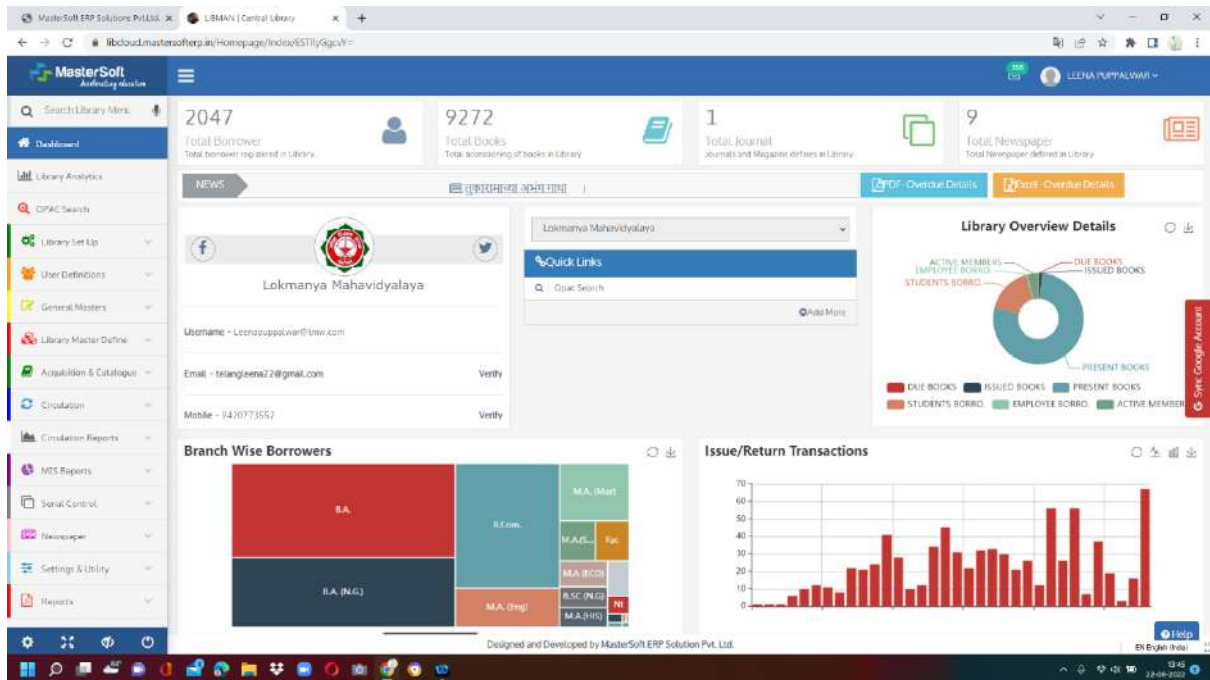 MasterSoft ERP Solutions Pvt.Ltd.
LIBMAN | Central Library
libcloud.mastersofterp.in/Homepage/Index/
MasterSoft
Accelerating education
356
LEENA PUPPALWAR
Search Library Menu
Dashboard
Library Analytics
OPAC Search
Library Set Up
User Definitions
General Masters
Library Master Define
Acquisition & Catalogue
Circulation
Circulation Reports
MIS Reports
Serial Control
Newspaper
Settings & Utility
Reports
2047
Total Borrower
Total borrower registered in Library
9272
Total Books
Total accessioning of books in Library
1
Total Journal
Journals and Magazine defines in Library
9
Total Newspaper
Total Newspaper defined in Library
NEWS
तुकारामाच्या अभंग गाथा ।
PDF - Overdue Details
Excel - Overdue Details
Lokmanya Mahavidyalaya
Username - Leenapuppalwar@lmw.com
Email - telangleena22@gmail.com Verify
Mobile - 9420773552 Verify
Lokmanya Mahavidyalaya
Quick Links
Opac Search
Add More
Library Overview Details
ACTIVE MEMBERS
EMPLOYEE BORRO.
STUDENTS BORRO.
DUE BOOKS
ISSUED BOOKS
PRESENT BOOKS
DUE BOOKS ISSUED BOOKS PRESENT BOOKS
STUDENTS BORRO. EMPLOYEE BORRO. ACTIVE MEMBER
G Sync Google Account
Branch Wise Borrowers
B.A.
B.A. (N.G.)
B.Com.
M.A. (Eng)
M.A. (Mar)
M.A.(S...
Fac
M.A.(ECO)
B.SC (N.G)
M.A.(HIS)
Nt
Issue/Return Transactions
70
60
50
40
30
20
10
0
Designed and Developed by MasterSoft ERP Solution Pvt. Ltd.
Help
EN English (India)
13:45
22-09-2022